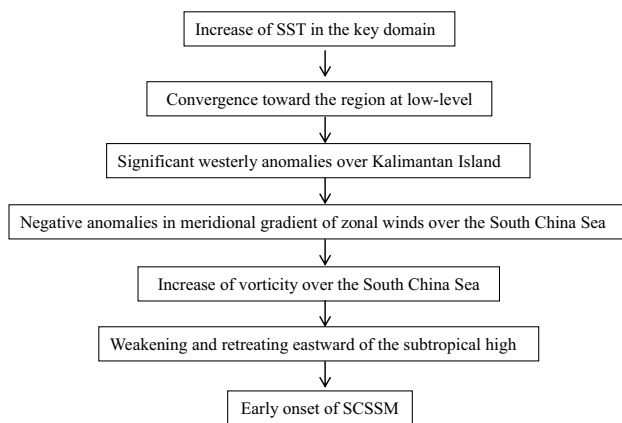 Increase of SST in the key domain
Convergence toward the region at low-level
Significant westerly anomalies over Kalimantan Island
Negative anomalies in meridional gradient of zonal winds over the South China Sea
Increase of vorticity over the South China Sea
Weakening and retreating eastward of the subtropical high
Early onset of SCSSM